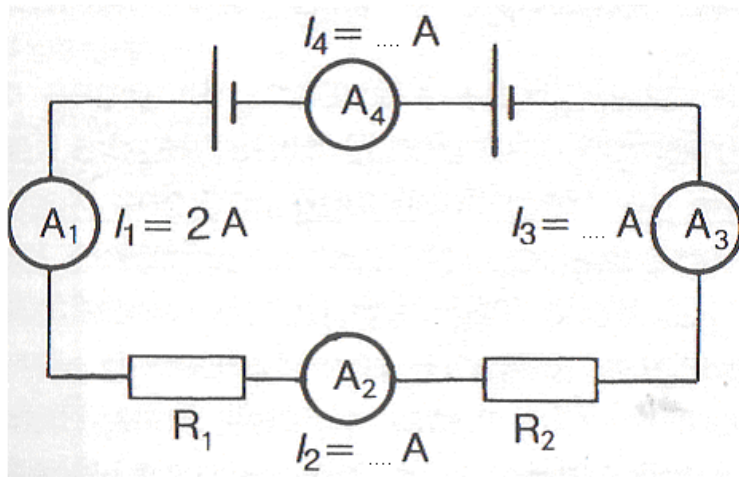 I₄ = .... A
A₄
A₁
I₁ = 2 A
I₃ = .... A
A₃
A₂
R₁
R₂
I₂ = .... A